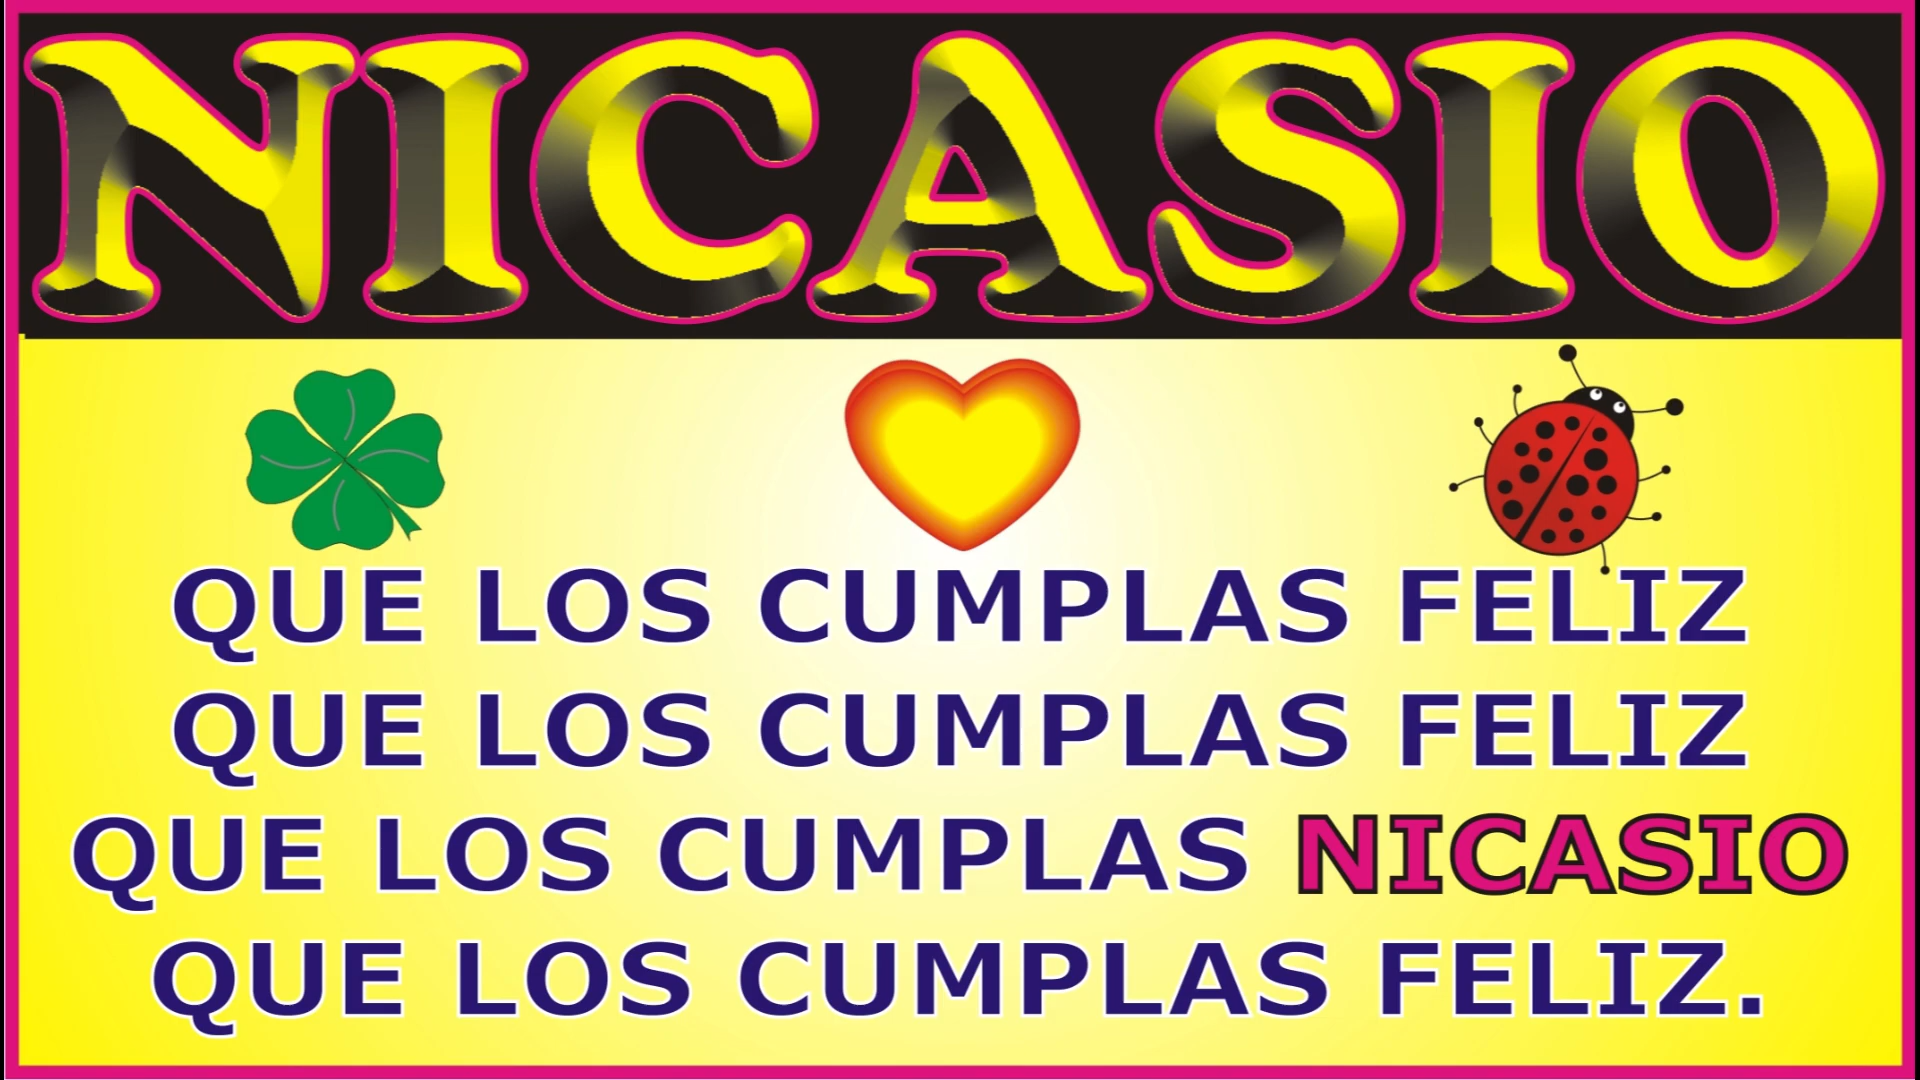 NICASIO
QUE LOS CUMPLAS FELIZ
QUE LOS CUMPLAS FELIZ
QUE LOS CUMPLAS NICASIO
QUE LOS CUMPLAS FELIZ.